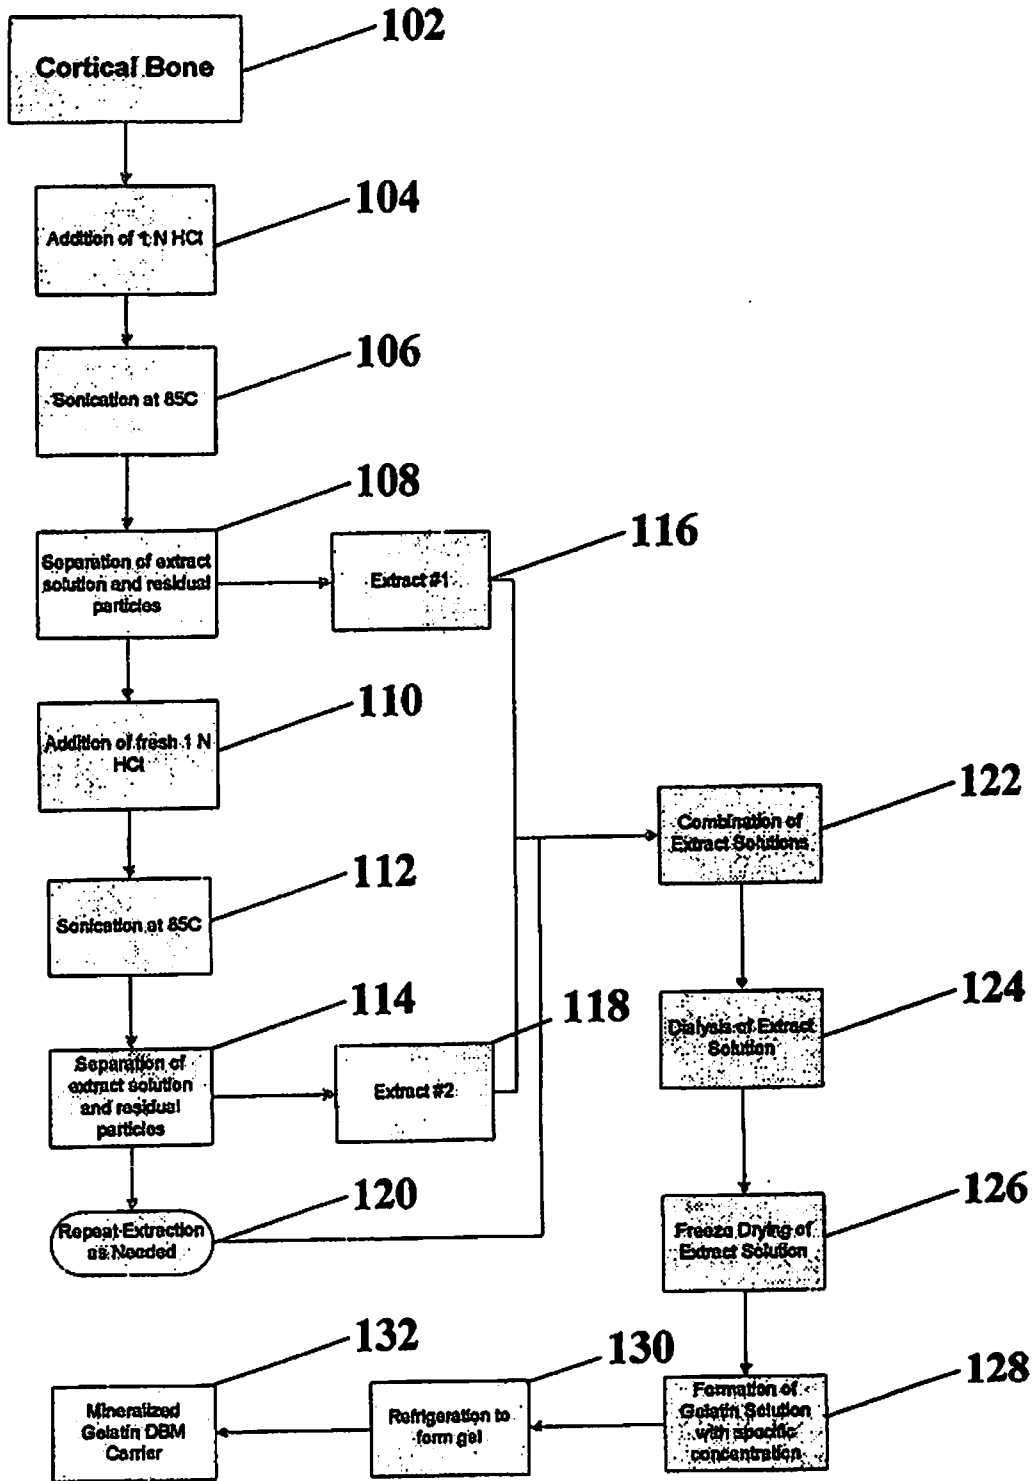 102
Cortical Bone
104
Addition of 1 N HCl
106
Sonication at 85C
108
Separation of extract
solution and residual
particles
116
Extract #1
110
Addition of fresh 1 N
HCl
122
Combination of
Extract Solutions
112
Sonication at 85C
114
118
124
Dialysis of Extract
Solution
Separation of
extract solution
and residual
particles
Extract #2
120
Repeat Extraction
as Needed
126
Freeze Drying of
Extract Solution
132
130
128
Mineralized
Gelatin DBM
Carrier
Refrigeration to
form gel
Formation of
Gelatin Solution
with specific
concentration